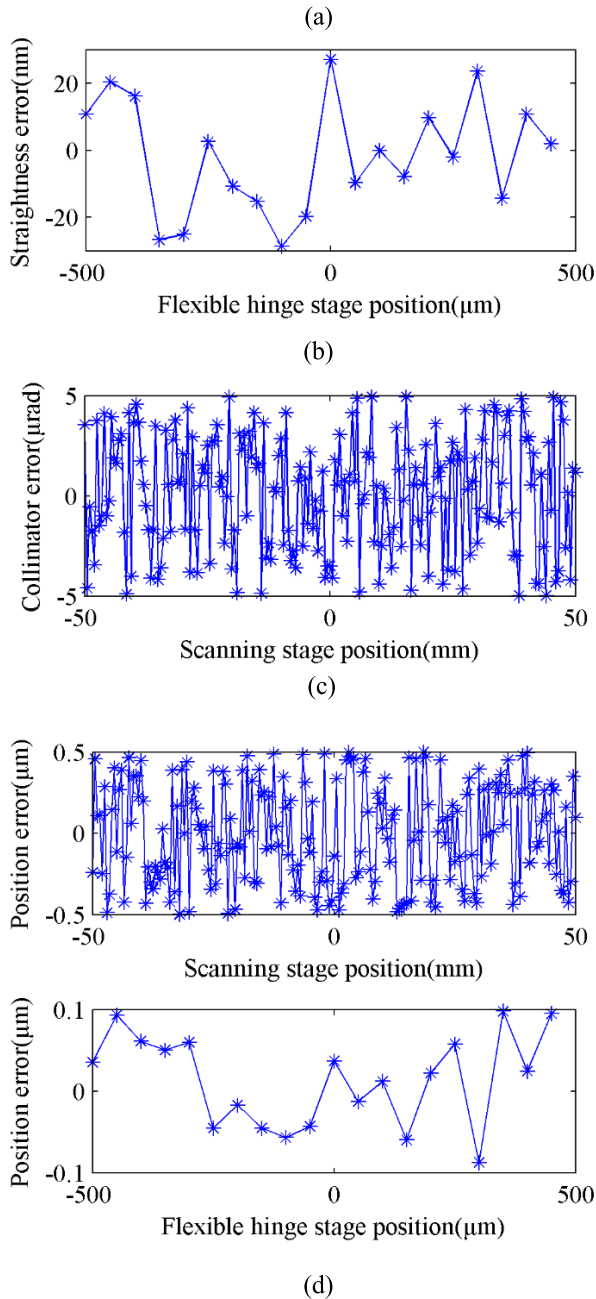 (a)
20
0
-20
Straightness error(nm)
-500 0 500
Flexible hinge stage position(μm)
(b)
5
0
-5
Collimator error(μrad)
-50 0 50
Scanning stage position(mm)
(c)
0.5
0
-0.5
Position error(μm)
-50 0 50
Scanning stage position(mm)
0.1
0
-0.1
Position error(μm)
-500 0 500
Flexible hinge stage position(μm)
(d)